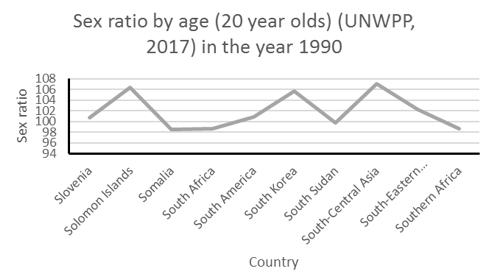 Sex ratio by age (20 year olds) (UNWPP,
2017) in the year 1990
108
106
104
102
100
98
96
94
Sex ratio
Slovenia
Solomon Islands
Somalia
South Africa
South America
South Korea
South Sudan
South-Central Asia
South-Eastern...
Southern Africa
Country